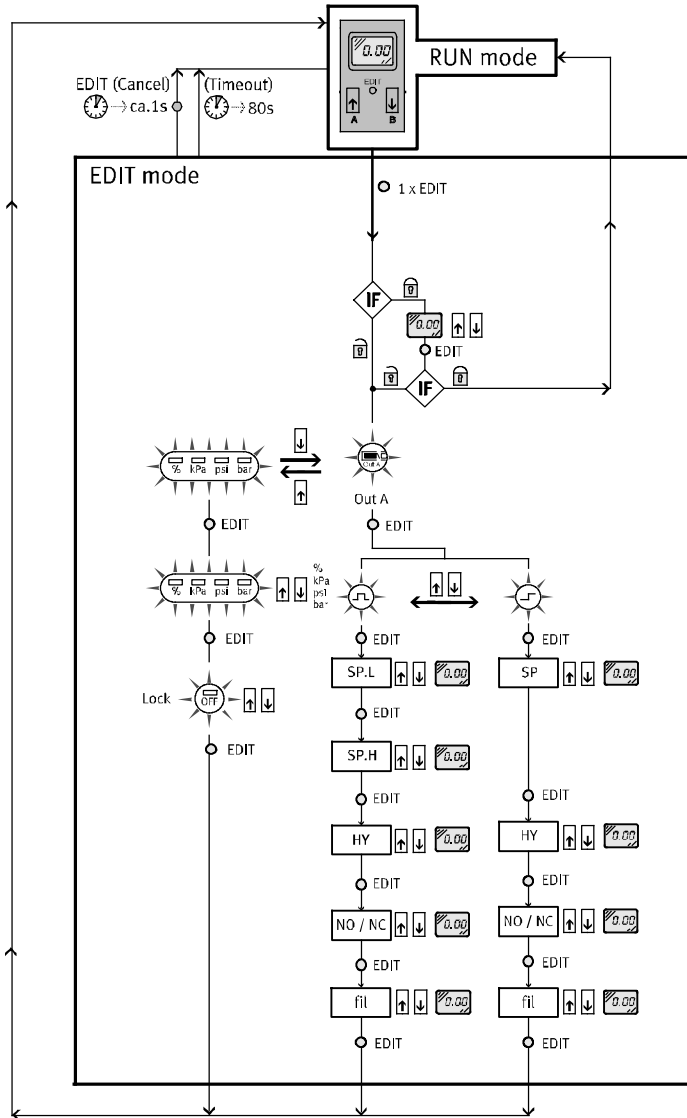 0.00
RUN mode
EDIT
A B
EDIT (Cancel) (Timeout)
ca.1s 80s
EDIT mode
1 x EDIT
IF
0.00
EDIT
IF
% kPa psi bar
Out A
Out A
EDIT
EDIT
% kPa psi bar
%
kPa
psi
bar
EDIT
EDIT
EDIT
SP.L 0.00
SP 0.00
Lock OFF
EDIT
EDIT
SP.H 0.00
EDIT
EDIT
HY 0.00
HY 0.00
EDIT
EDIT
NO / NC 0.00
NO / NC 0.00
EDIT
EDIT
fil 0.00
fil 0.00
EDIT
EDIT